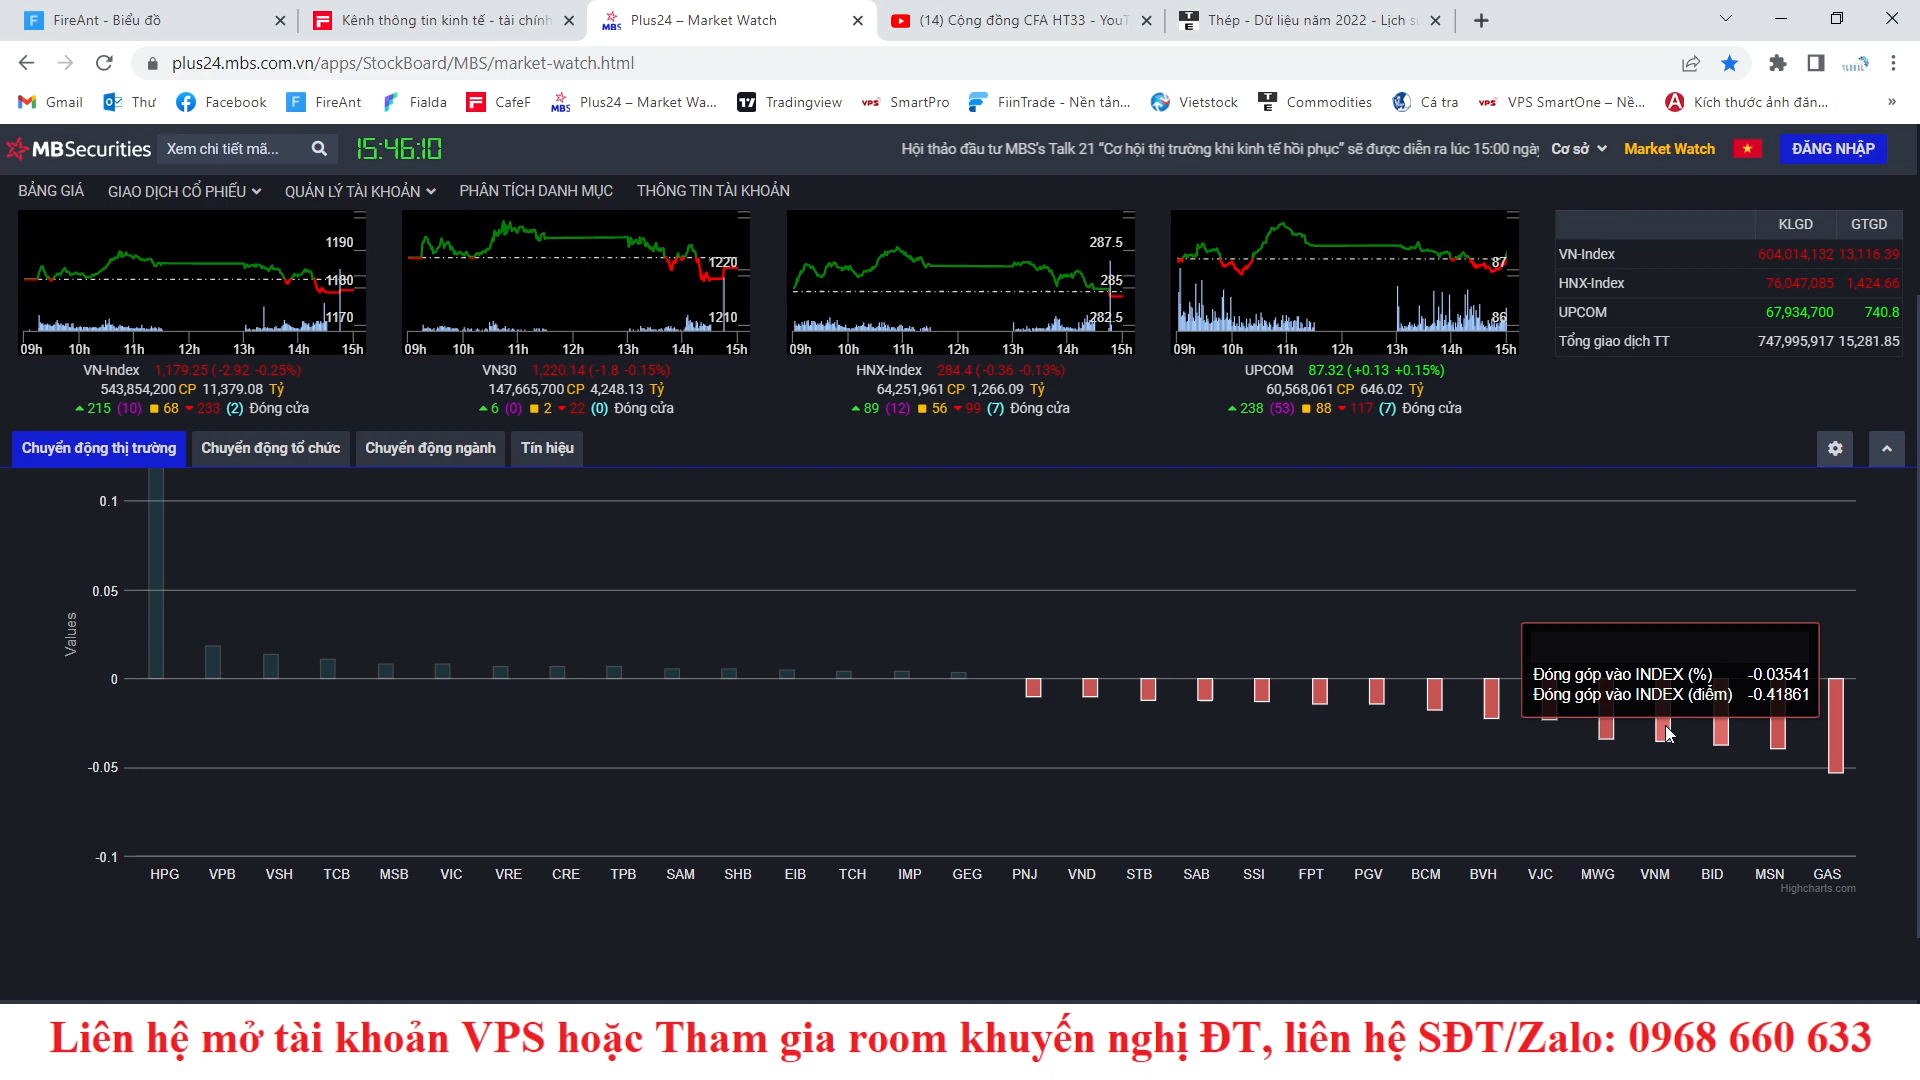 FireAnt - Biểu đồ
Kênh thông tin kinh tế - tài chính
Plus24 – Market Watch
(14) Cộng đồng CFA HT33 - YouT
Thép - Dữ liệu năm 2022 - Lịch s
plus24.mbs.com.vn/apps/StockBoard/MBS/market-watch.html
Gmail Thư Facebook FireAnt Fialda CafeF Plus24 – Market Wa... Tradingview SmartPro FiinTrade - Nền tản... Vietstock Commodities Cá tra VPS SmartOne – Nề... Kích thước ảnh đăn... »
MBSecurities Xem chi tiết mã... 15:46:10 Hội thảo đầu tư MBS's Talk 21 “Cơ hội thị trường khi kinh tế hồi phục” sẽ được diễn ra lúc 15:00 ngày Cơ sở Market Watch ĐĂNG NHẬP
BẢNG GIÁ GIAO DỊCH CỔ PHIẾU QUẢN LÝ TÀI KHOẢN PHÂN TÍCH DANH MỤC THÔNG TIN TÀI KHOẢN
1190
1180
1170
09h 10h 11h 12h 13h 14h 15h
VN-Index 1,179.25 (-2.92 -0.25%)
543,854,200 CP 11,379.08 Tỷ
215 (10) 68 233 (2) Đóng cửa
1220
1210
09h 10h 11h 12h 13h 14h 15h
VN30 1,220.14 (-1.8 -0.15%)
147,665,700 CP 4,248.13 Tỷ
6 (0) 2 22 (0) Đóng cửa
287.5
285
282.5
09h 10h 11h 12h 13h 14h 15h
HNX-Index 284.4 (-0.36 -0.13%)
64,251,961 CP 1,266.09 Tỷ
89 (12) 56 99 (7) Đóng cửa
87
86
09h 10h 11h 12h 13h 14h 15h
UPCOM 87.32 (+0.13 +0.15%)
60,568,061 CP 646.02 Tỷ
238 (53) 88 117 (7) Đóng cửa
KLGD GTGD
VN-Index 604,014,132 13,116.39
HNX-Index 76,047,085 1,424.66
UPCOM 67,934,700 740.8
Tổng giao dịch TT 747,995,917 15,281.85
Chuyển động thị trường Chuyển động tổ chức Chuyển động ngành Tín hiệu
0.1
0.05
0
-0.05
-0.1
Values
Đóng góp vào INDEX (%) -0.03541
Đóng góp vào INDEX (điểm) -0.41861
HPG VPB VSH TCB MSB VIC VRE CRE TPB SAM SHB EIB TCH IMP GEG PNJ VND STB SAB SSI FPT PGV BCM BVH VJC MWG VNM BID MSN GAS
Highcharts.com
Liên hệ mở tài khoản VPS hoặc Tham gia room khuyến nghị ĐT, liên hệ SĐT/Zalo: 0968 660 633